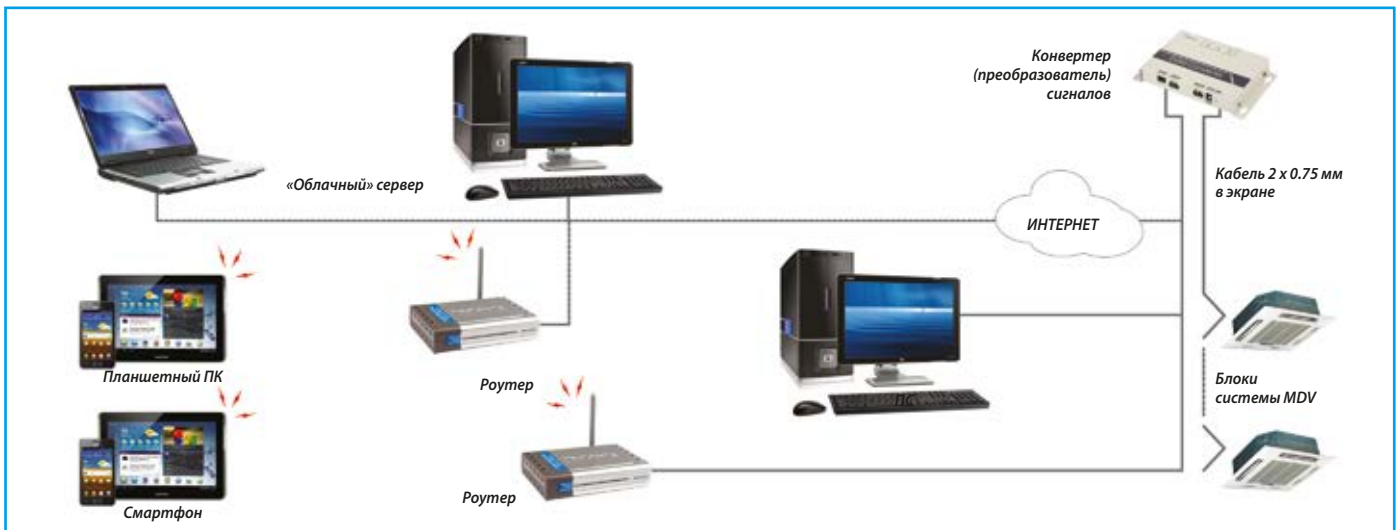 Конвертер
(преобразователь)
сигналов
«Облачный» сервер
Кабель 2 x 0.75 мм
в экране
ИНТЕРНЕТ
Планшетный ПК
Роутер
Блоки
системы MDV
Роутер
Смартфон